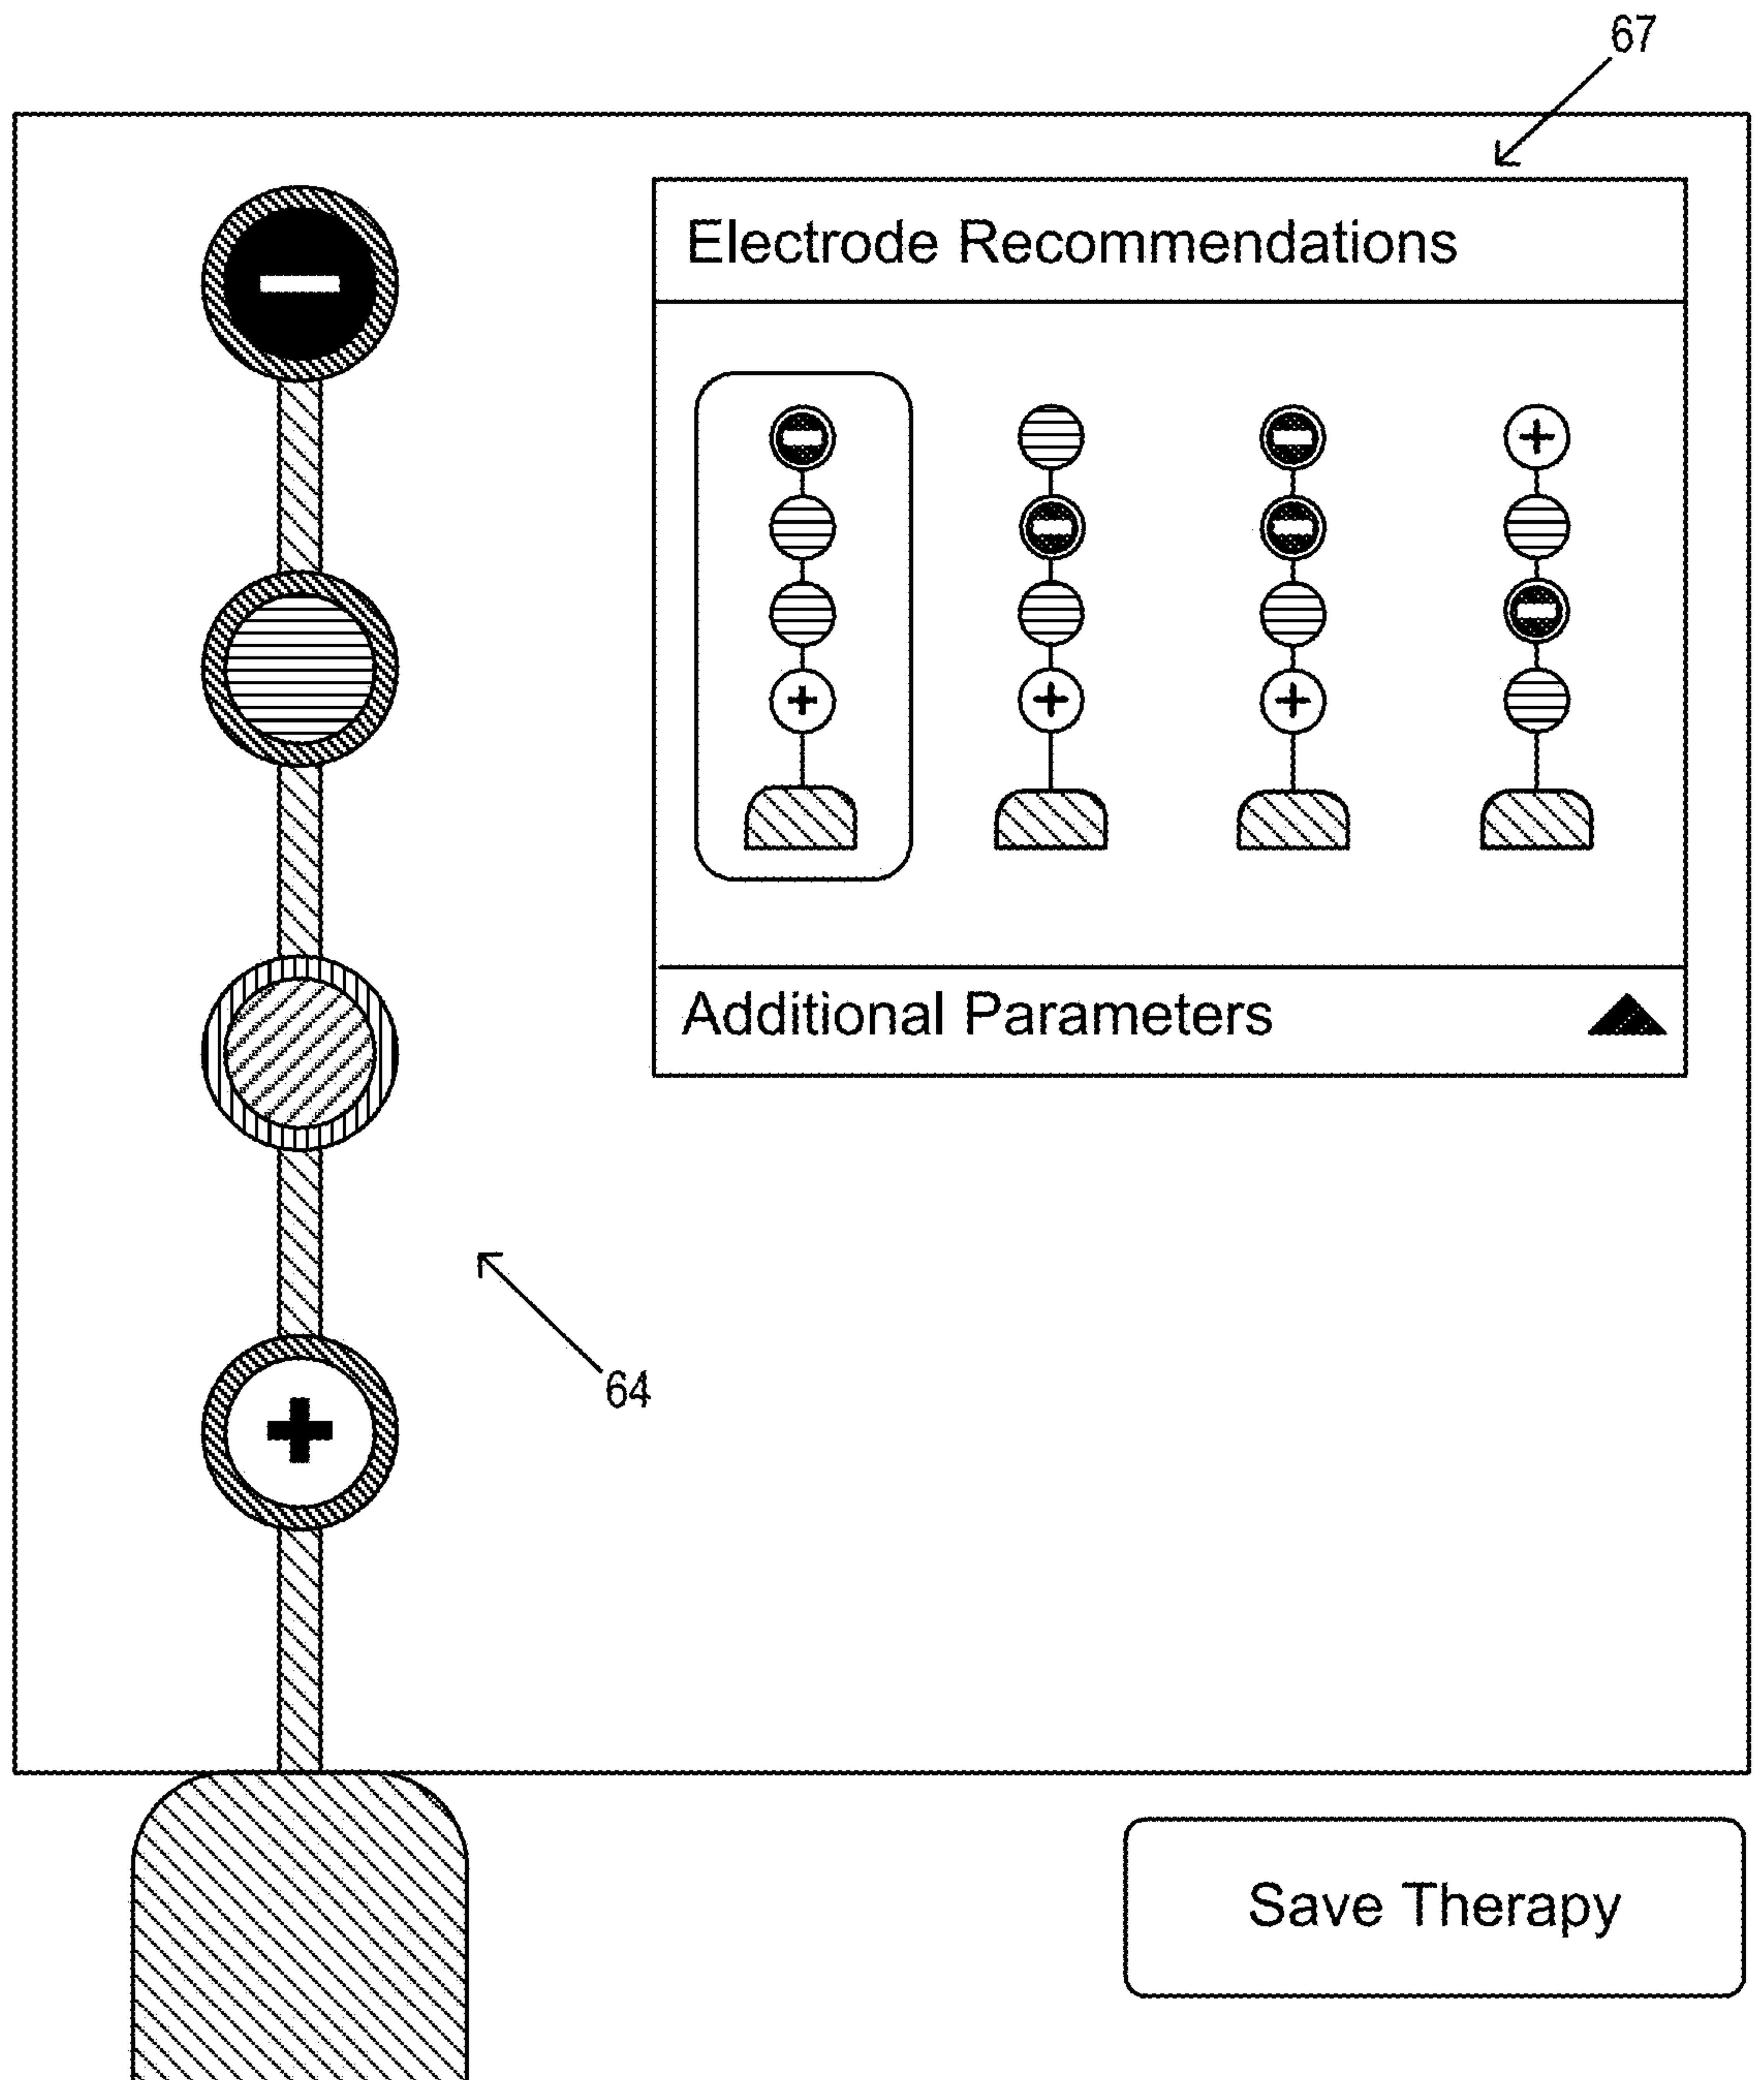 67
Electrode Recommendations
+
+
+
+
Additional Parameters
64
+
Save Therapy